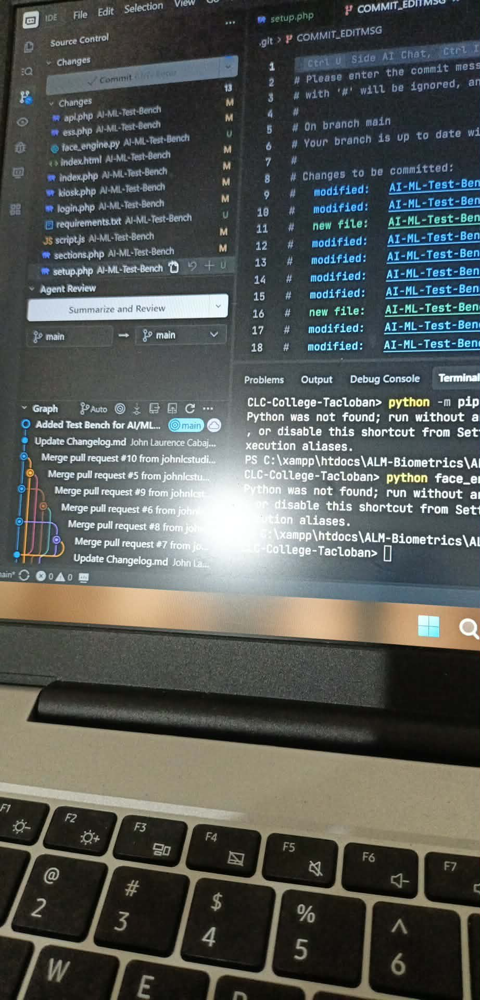 IDE File Edit Selection View
Source Control
Changes
Commit
Changes 13
api.php AI-ML-Test-Bench M
ess.php AI-ML-Test-Bench M
face_engine.py AI-ML-Test-Bench U
index.html AI-ML-Test-Bench M
index.php AI-ML-Test-Bench M
kiosk.php AI-ML-Test-Bench M
login.php AI-ML-Test-Bench M
requirements.txt AI-ML-Test-Bench U
JS script.js AI-ML-Test-Bench M
sections.php AI-ML-Test-Bench M
setup.php AI-ML-Test-Bench U
Agent Review
Summarize and Review
main → main
Graph Auto
Added Test Bench for AI/ML... main
Update Changelog.md John Laurence Cabaj...
Merge pull request #10 from johnlcstudi...
Merge pull request #5 from johnlcstu...
Merge pull request #9 from johnlcst
Merge pull request #6 from johnl
Merge pull request #8 from joh
Merge pull request #7 from jo...
Update Changelog.md John La...
main* 0 0
setup.php COMMIT_EDITMSG
.git > COMMIT_EDITMSG
1 Ctrl U Side AI Chat, Ctrl I
2 # Please enter the commit mess
3 # with '#' will be ignored, an
4 #
5 # On branch main
6 # Your branch is up to date wi
7 #
8 # Changes to be committed:
9 # modified: AI-ML-Test-Ben
10 # modified: AI-ML-Test-Ben
11 # new file: AI-ML-Test-Ben
12 # modified: AI-ML-Test-Ben
13 # modified: AI-ML-Test-Ben
14 # modified: AI-ML-Test-Ben
15 # modified: AI-ML-Test-Ben
16 # new file: AI-ML-Test-Ben
17 # modified: AI-ML-Test-Ben
18 # modified: AI-ML-Test-Ben
Problems Output Debug Console Terminal
CLC-College-Tacloban> python -m pip
Python was not found; run without a
, or disable this shortcut from Set
xecution aliases.
PS C:\xampp\htdocs\ALM-Biometrics\A
CLC-College-Tacloban> python face_e
Python was not found; run without a
or disable this shortcut from Sett
ution aliases.
C:\xampp\htdocs\ALM-Biometrics\A
C-College-Tacloban>
F1 F2 F3 F4 F5 F6 F7
@ # $ % ^
2 3 4 5 6
W E